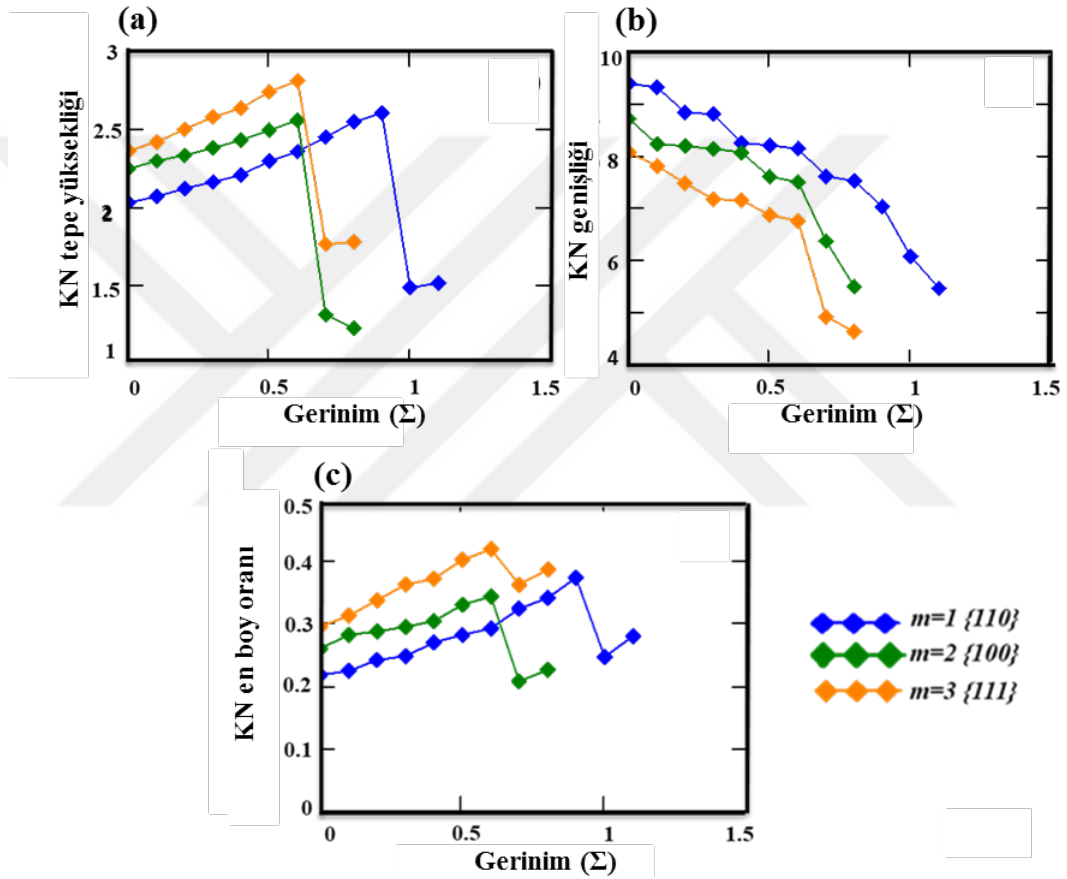 (a)
(b)
3
2.5
2
1.5
1
KN tepe yüksekliği
0
0.5
1
1.5
Gerinim (Σ)
10
8
6
4
KN genişliği
0
0.5
1
1.5
Gerinim (Σ)
(c)
0.5
0.4
0.3
0.2
0.1
0
KN en boy oranı
0
0.5
1
1.5
Gerinim (Σ)
m=1 {110}
m=2 {100}
m=3 {111}